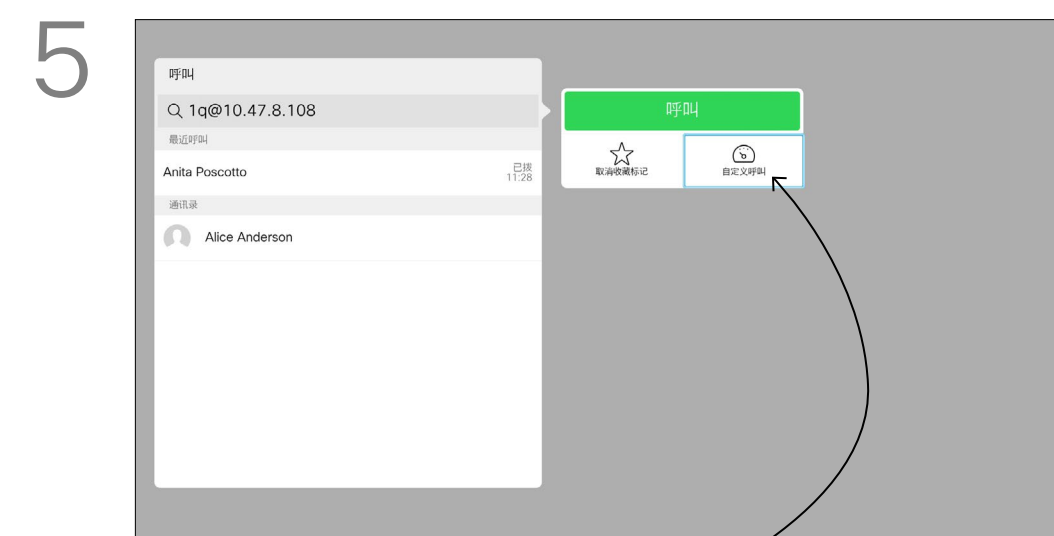 5
呼叫
1q@10.47.8.108
最近呼叫
Anita Poscotto
已拨
11:28
通讯录
Alice Anderson
呼叫
取消收藏标记
自定义呼叫